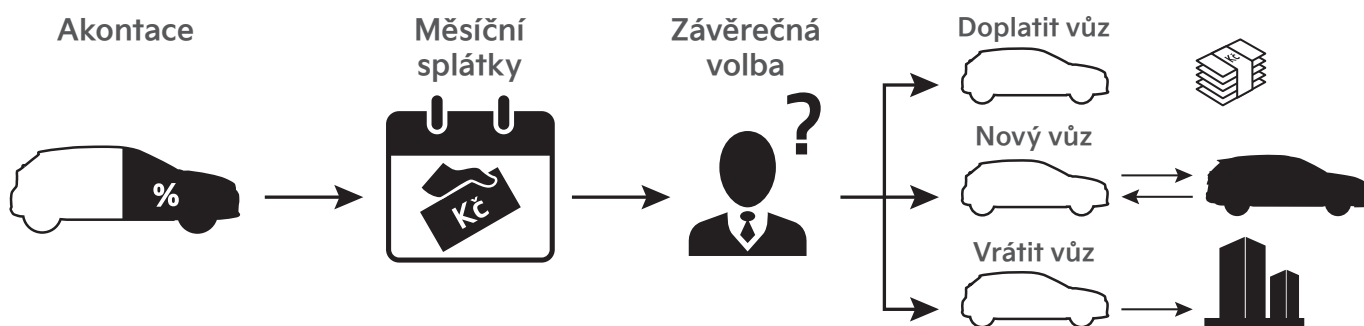 Akontace
%
Měsíční
splátky
Kč
Závěrečná
volba
?
Doplatit vůz
Kč
Nový vůz
Vrátit vůz